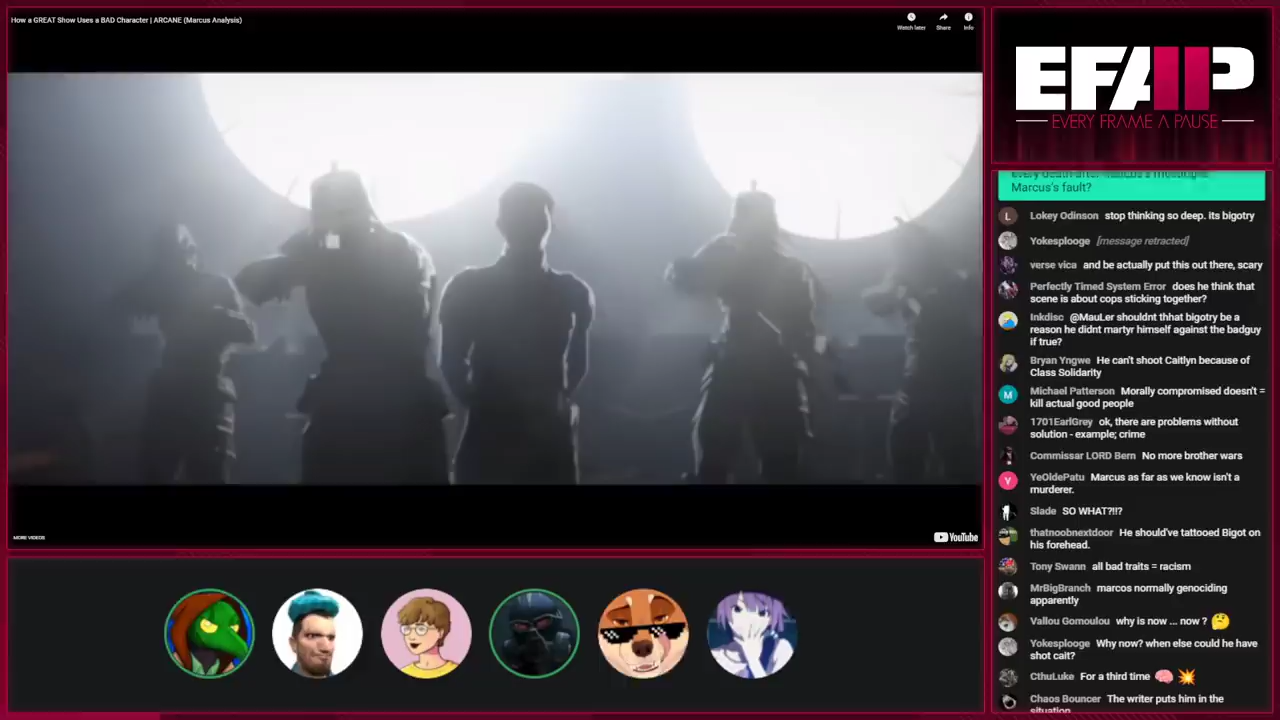 How a GREAT Show Uses a BAD Character | ARCANE (Marcus Analysis)
Watch later
Share
Info
MORE VIDEOS
YouTube
EFAP
EVERY FRAME A PAUSE
every death after Marcus's
Marcus's fault?
Lokey Odinson stop thinking so deep. its bigotry
Yokesplooge [message retracted]
verse vica and be actually put this out there, scary
Perfectly Timed System Error does he think that
scene is about cops sticking together?
Inkdisc @MauLer shouldnt thhat bigotry be a
reason he didnt martyr himself against the badguy
if true?
Bryan Yngwe He can't shoot Caitlyn because of
Class Solidarity
Michael Patterson Morally compromised doesn't =
kill actual good people
1701EarlGrey ok, there are problems without
solution - example; crime
Commissar LORD Bern No more brother wars
YeOldePatu Marcus as far as we know isn't a
murderer.
Slade SO WHAT?!!?
thatnoobnextdoor He should've tattooed Bigot on
his forehead.
Tony Swann all bad traits = racism
MrBigBranch marcos normally genociding
apparently
Vallou Gomoulou why is now ... now ? 🤔
Yokesplooge Why now? when else could he have
shot cait?
CthuLuke For a third time 🧠 💥
Chaos Bouncer The writer puts him in the
situation